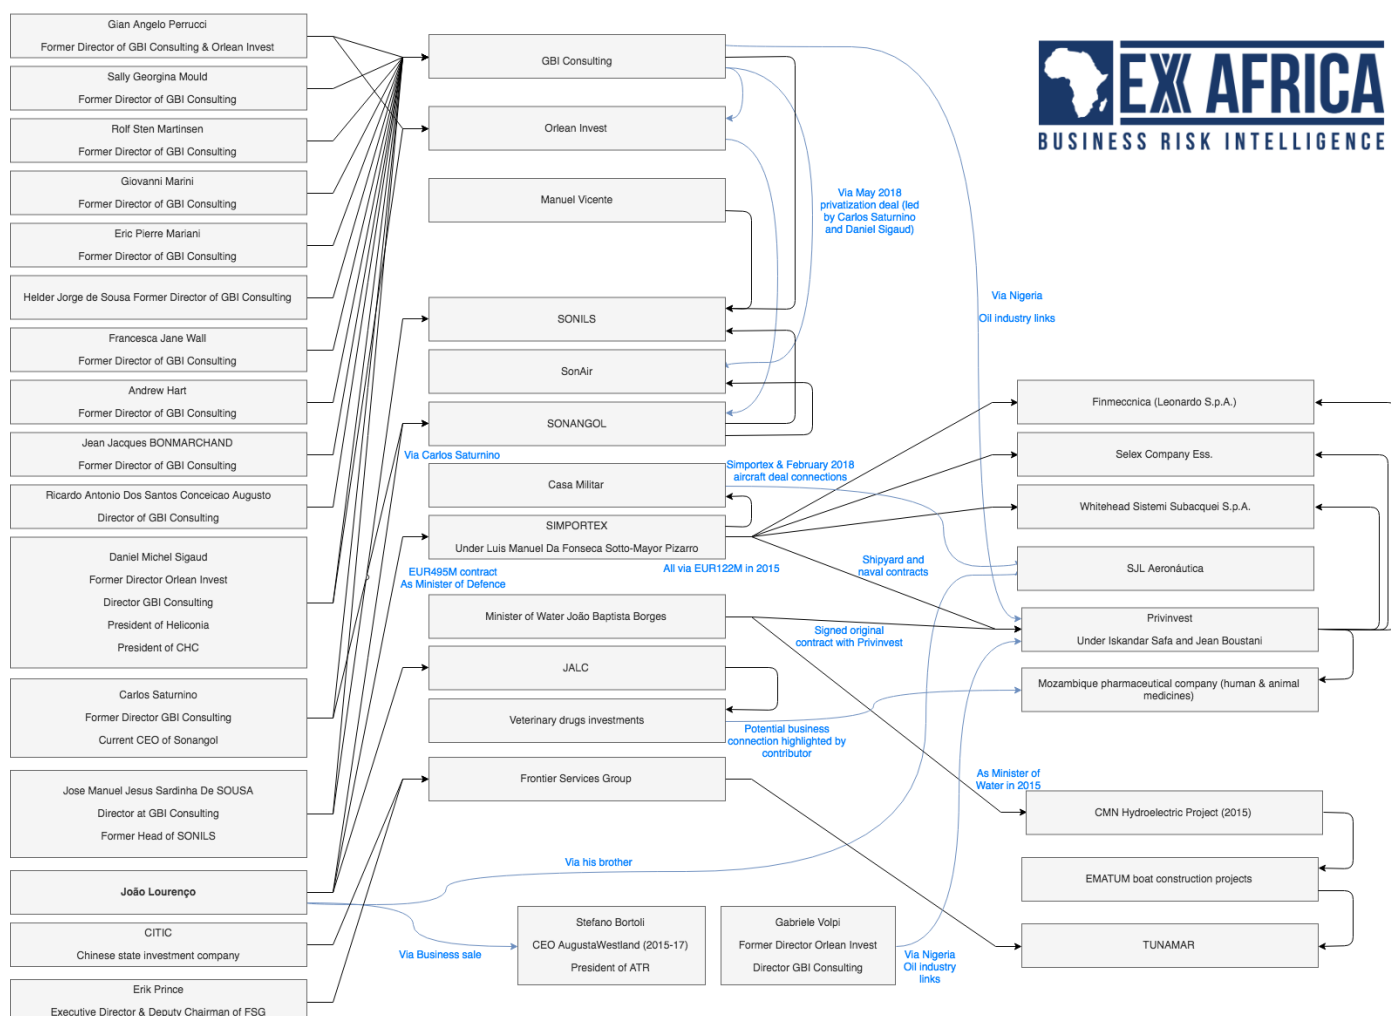 Gian Angelo Perrucci
Former Director of GBI Consulting & Orlean Invest
Sally Georgina Mould
Former Director of GBI Consulting
Rolf Sten Martinsen
Former Director of GBI Consulting
Giovanni Marini
Former Director of GBI Consulting
Eric Pierre Mariani
Former Director of GBI Consulting
Helder Jorge de Sousa Former Director of GBI Consulting
Francesca Jane Wall
Former Director of GBI Consulting
Andrew Hart
Former Director of GBI Consulting
Jean Jacques BONMARCHAND
Former Director of GBI Consulting
Ricardo Antonio Dos Santos Conceicao Augusto
Director of GBI Consulting
Daniel Michel Sigaud
Former Director Orlean Invest
Director GBI Consulting
President of Heliconia
President of CHC
Carlos Saturnino
Former Director GBI Consulting
Current CEO of Sonangol
Jose Manuel Jesus Sardinha De SOUSA
Director at GBI Consulting
Former Head of SONILS
João Lourenço
CITIC
Chinese state investment company
Erik Prince
Executive Director & Deputy Chairman of FSG
GBI Consulting
Orlean Invest
Manuel Vicente
SONILS
SonAir
SONANGOL
Via Carlos Saturnino
Casa Militar
SIMPORTEX
Under Luis Manuel Da Fonseca Sotto-Mayor Pizarro
EUR495M contract
As Minister of Defence
All via EUR122M in 2015
Minister of Water João Baptista Borges
JALC
Veterinary drugs investments
Frontier Services Group
Via his brother
Via Business sale
Stefano Bortoli
CEO AugustaWestland (2015-17)
President of ATR
Gabriele Volpi
Former Director Orlean Invest
Director GBI Consulting
Via Nigeria
Oil industry
links
Via May 2018
privatization deal (led
by Carlos Saturnino
and Daniel Sigaud)
Via Nigeria
Oil industry links
Simportex & February 2018
aircraft deal connections
Shipyard and
naval contracts
Signed original
contract with Privinvest
Potential business
connection highlighted by
contributor
As Minister of
Water in 2015
EXX AFRICA
BUSINESS RISK INTELLIGENCE
Finmeccnica (Leonardo S.p.A.)
Selex Company Ess.
Whitehead Sistemi Subacquei S.p.A.
SJL Aeronáutica
Privinvest
Under Iskandar Safa and Jean Boustani
Mozambique pharmaceutical company (human & animal
medicines)
CMN Hydroelectric Project (2015)
EMATUM boat construction projects
TUNAMAR